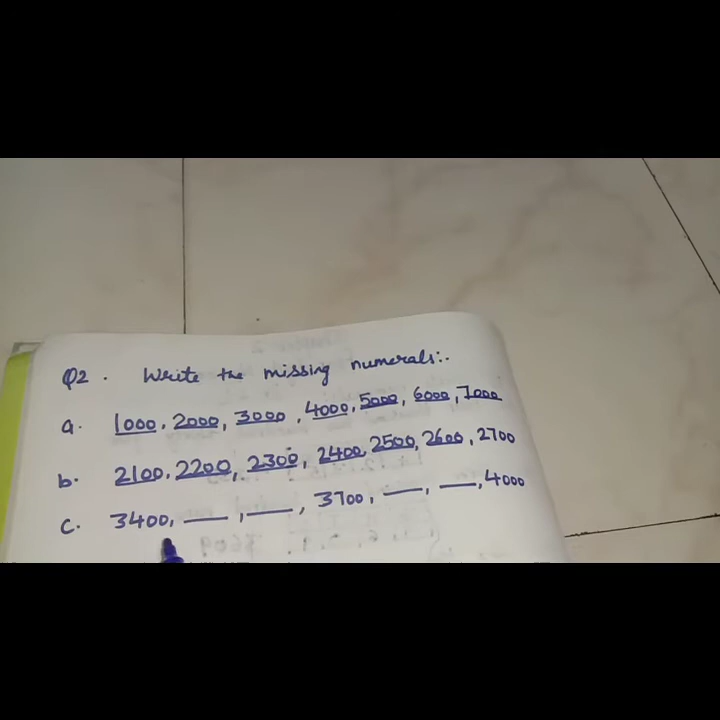 Q2. Write the missing numerals:-
a. 1000, 2000, 3000, 4000, 5000, 6000, 7000
b. 2100, 2200, 2300, 2400, 2500, 2600, 2700
c. 3400, ___, ___, 3700, ___, ___, 4000